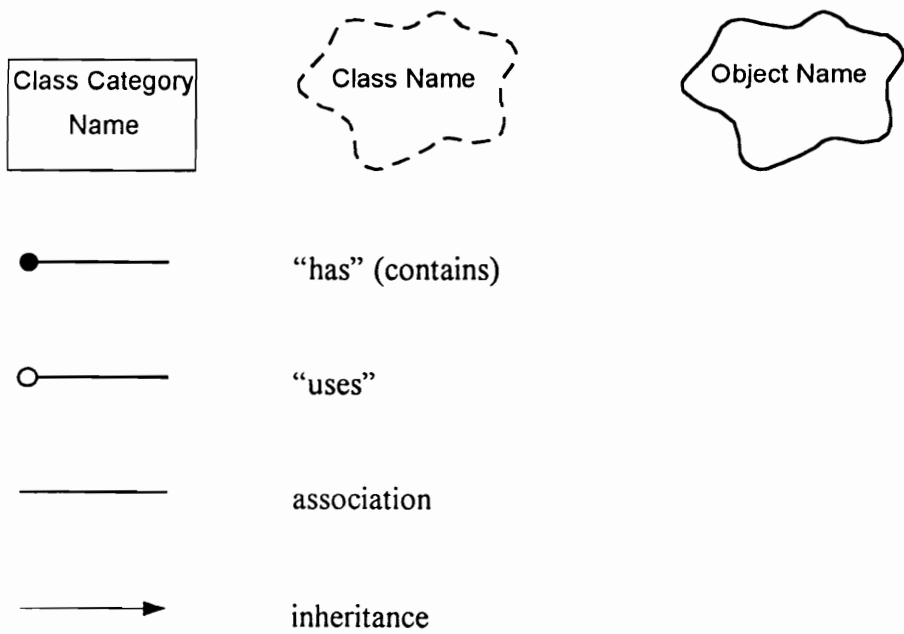 Class Category
Name
Class Name
Object Name
“has” (contains)
“uses”
association
inheritance